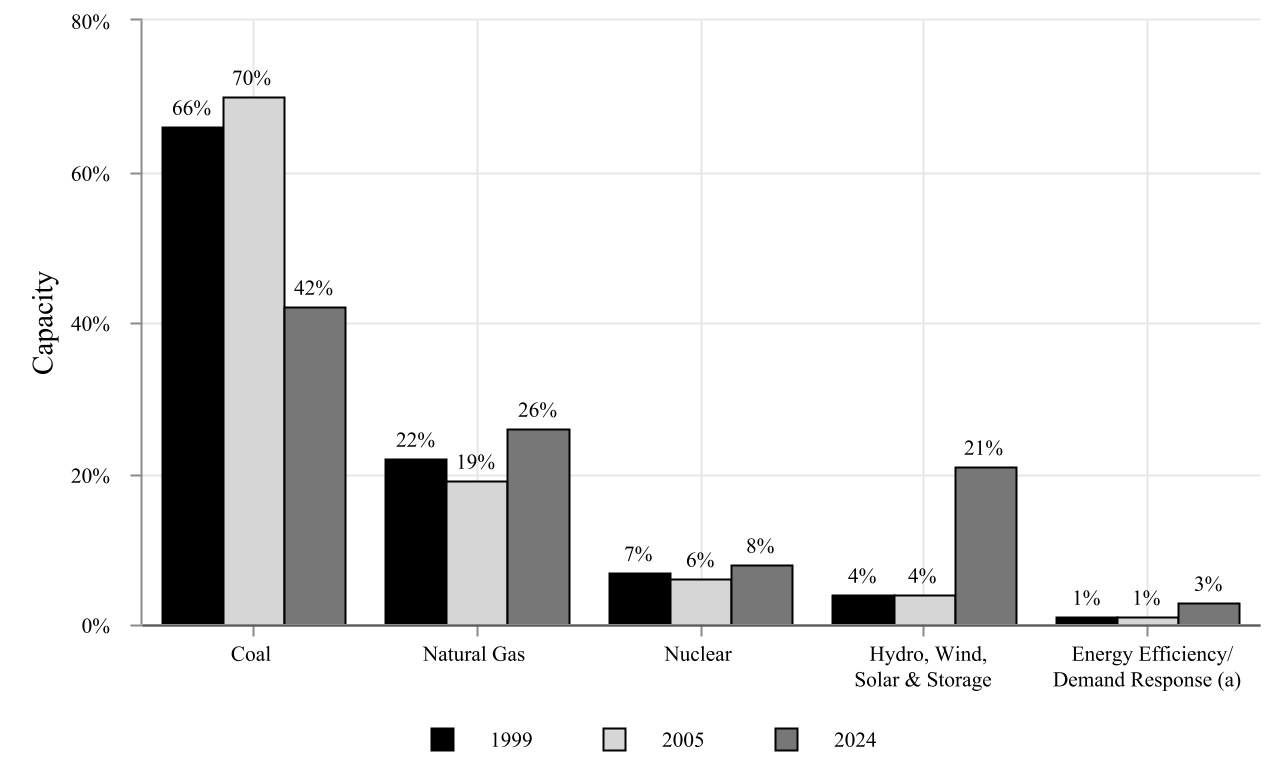 80%
60%
40%
20%
0%
Capacity
66%
70%
42%
22%
19%
26%
7%
6%
8%
4%
4%
21%
1%
1%
3%
Coal
Natural Gas
Nuclear
Hydro, Wind,
Solar & Storage
Energy Efficiency/
Demand Response (a)
1999
2005
2024